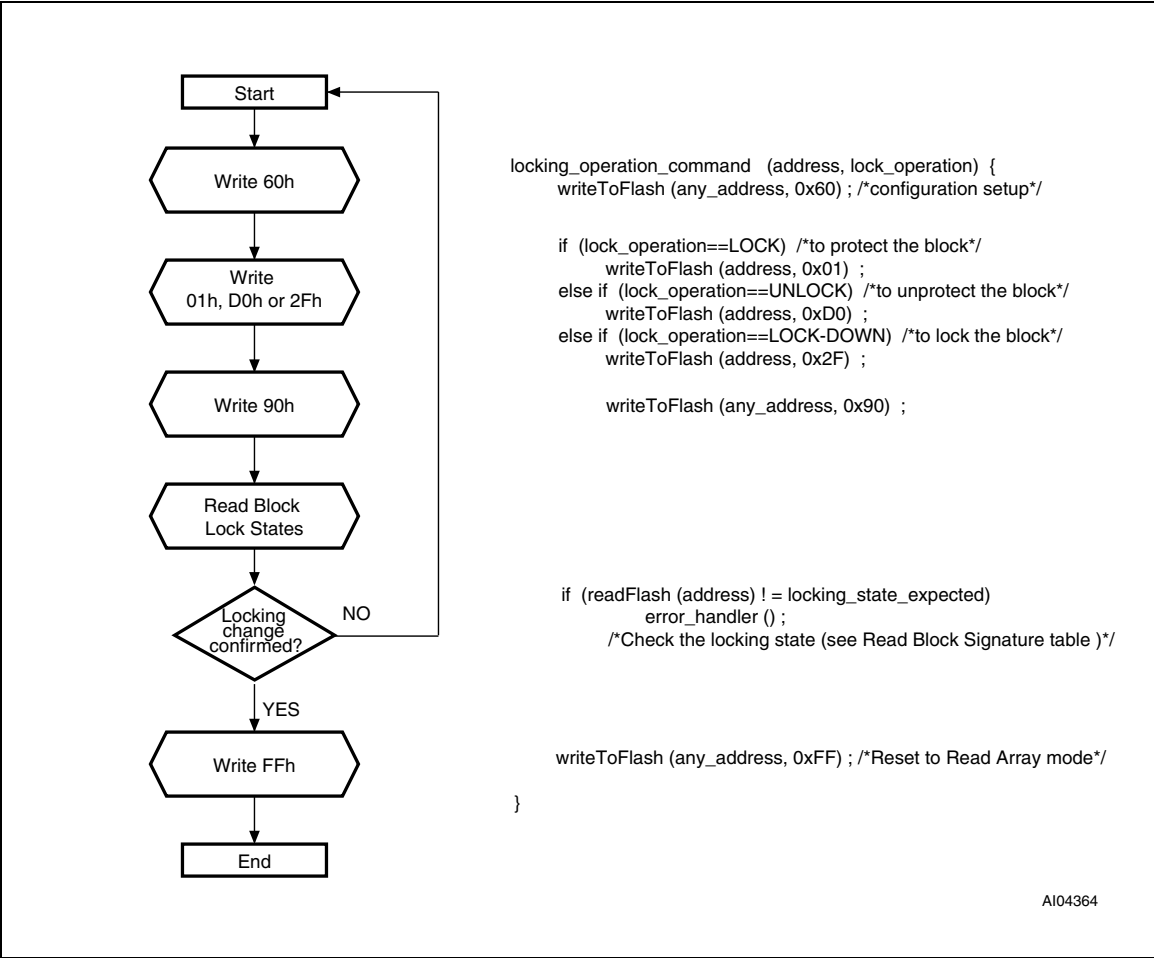 Start
Write 60h
Write
01h, D0h or 2Fh
Write 90h
Read Block
Lock States
Locking
change
confirmed?
NO
YES
Write FFh
End
locking_operation_command (address, lock_operation) {
writeToFlash (any_address, 0x60) ; /*configuration setup*/
if (lock_operation==LOCK) /*to protect the block*/
writeToFlash (address, 0x01) ;
else if (lock_operation==UNLOCK) /*to unprotect the block*/
writeToFlash (address, 0xD0) ;
else if (lock_operation==LOCK-DOWN) /*to lock the block*/
writeToFlash (address, 0x2F) ;
writeToFlash (any_address, 0x90) ;
if (readFlash (address) ! = locking_state_expected)
error_handler () ;
/*Check the locking state (see Read Block Signature table )*/
writeToFlash (any_address, 0xFF) ; /*Reset to Read Array mode*/
}
AI04364